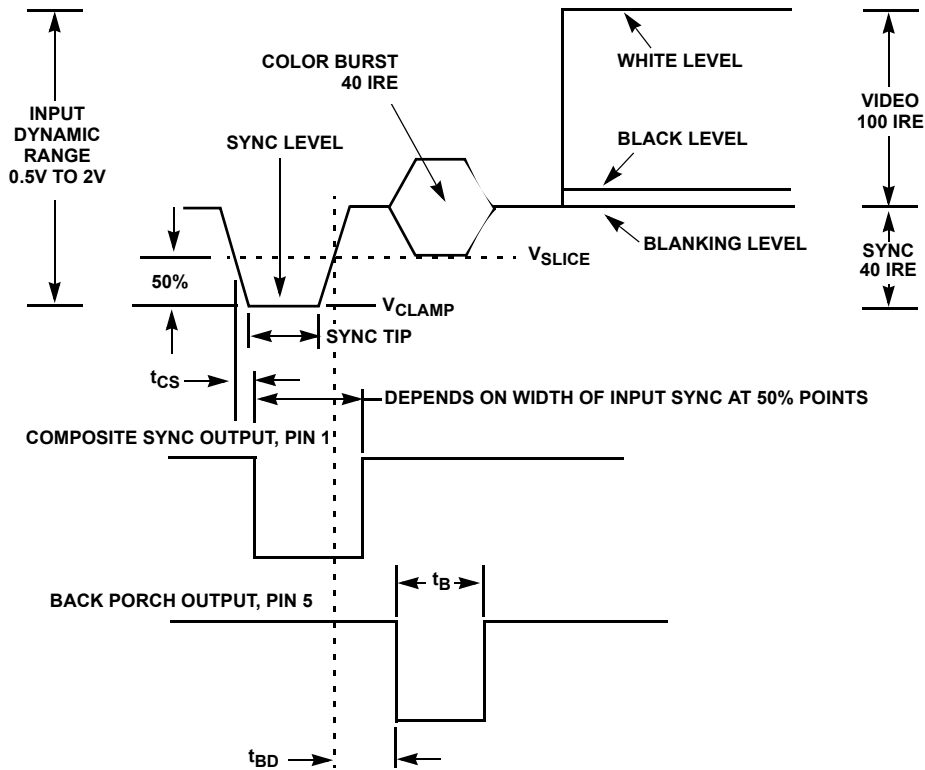 INPUT
DYNAMIC
RANGE
0.5V TO 2V
COLOR BURST
40 IRE
SYNC LEVEL
WHITE LEVEL
VIDEO
100 IRE
BLACK LEVEL
BLANKING LEVEL
SYNC
40 IRE
VSLICE
50%
VCLAMP
SYNC TIP
tCS
DEPENDS ON WIDTH OF INPUT SYNC AT 50% POINTS
COMPOSITE SYNC OUTPUT, PIN 1
tB
BACK PORCH OUTPUT, PIN 5
tBD